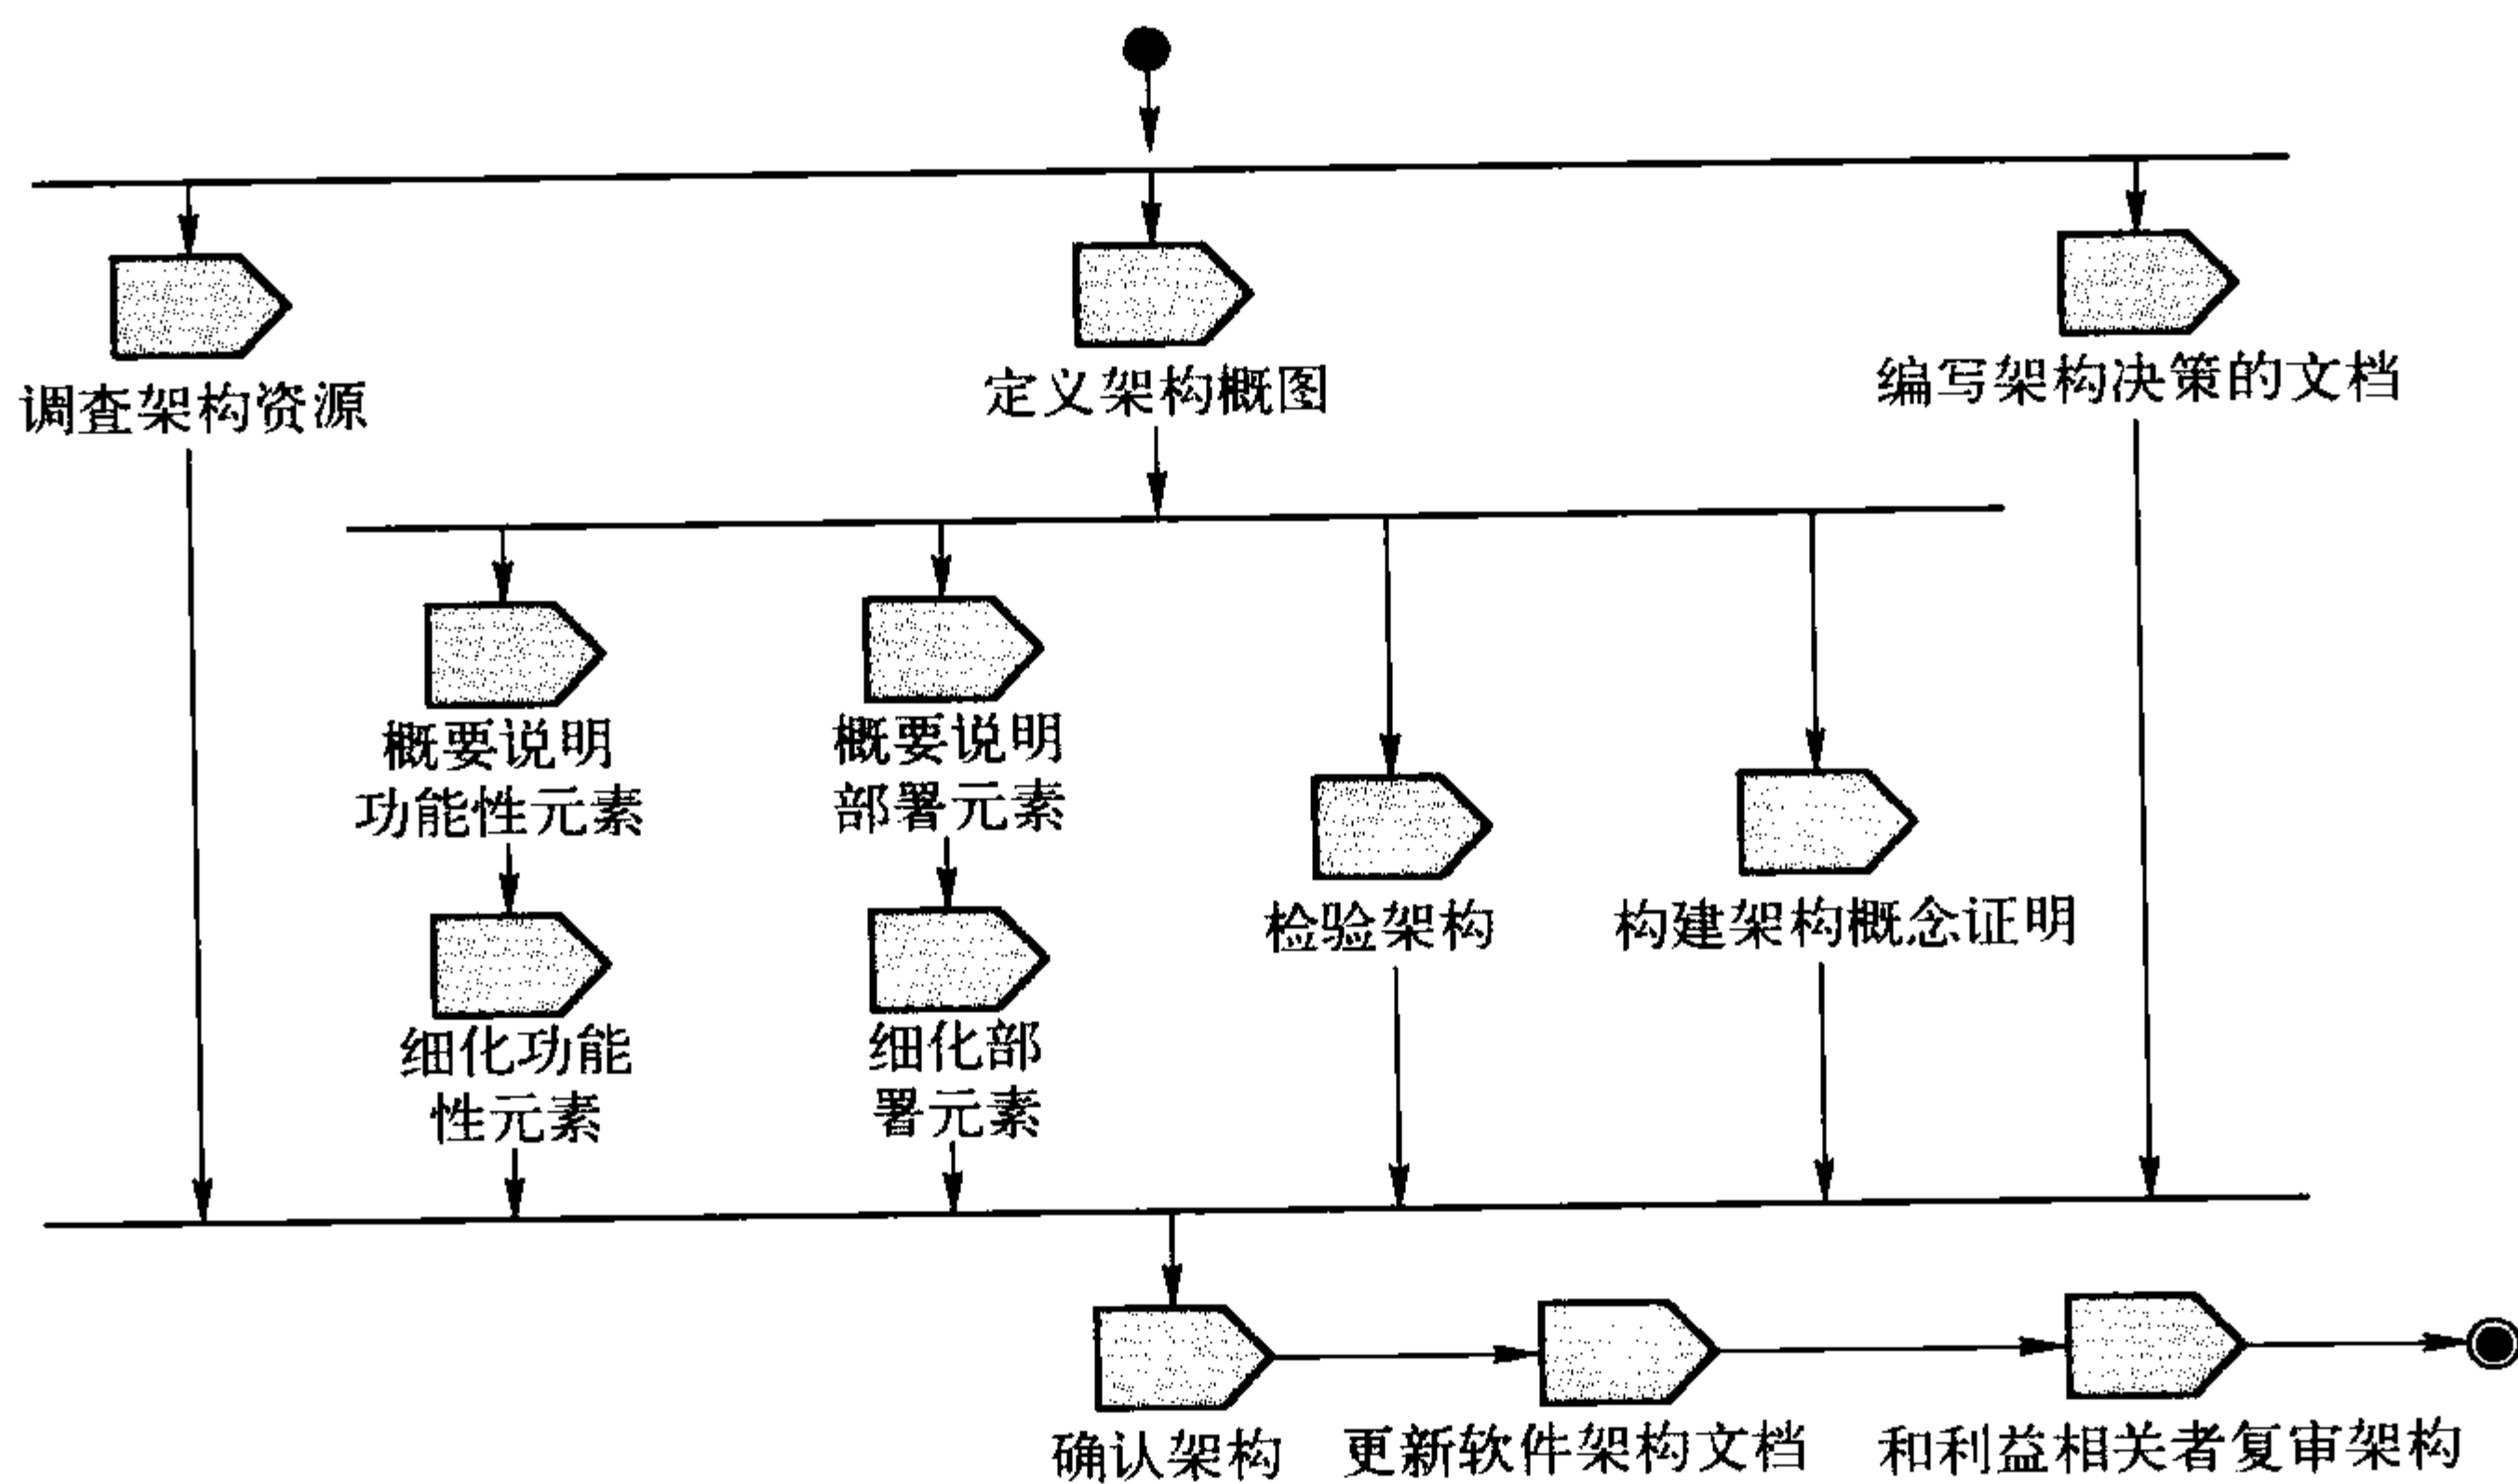 调查架构资源
定义架构概图
编写架构决策的文档
概要说明
功能性元素
概要说明
部署元素
检验架构
构建架构概念证明
细化功能
性元素
细化部
署元素
确认架构
更新软件架构文档
和利益相关者复审架构